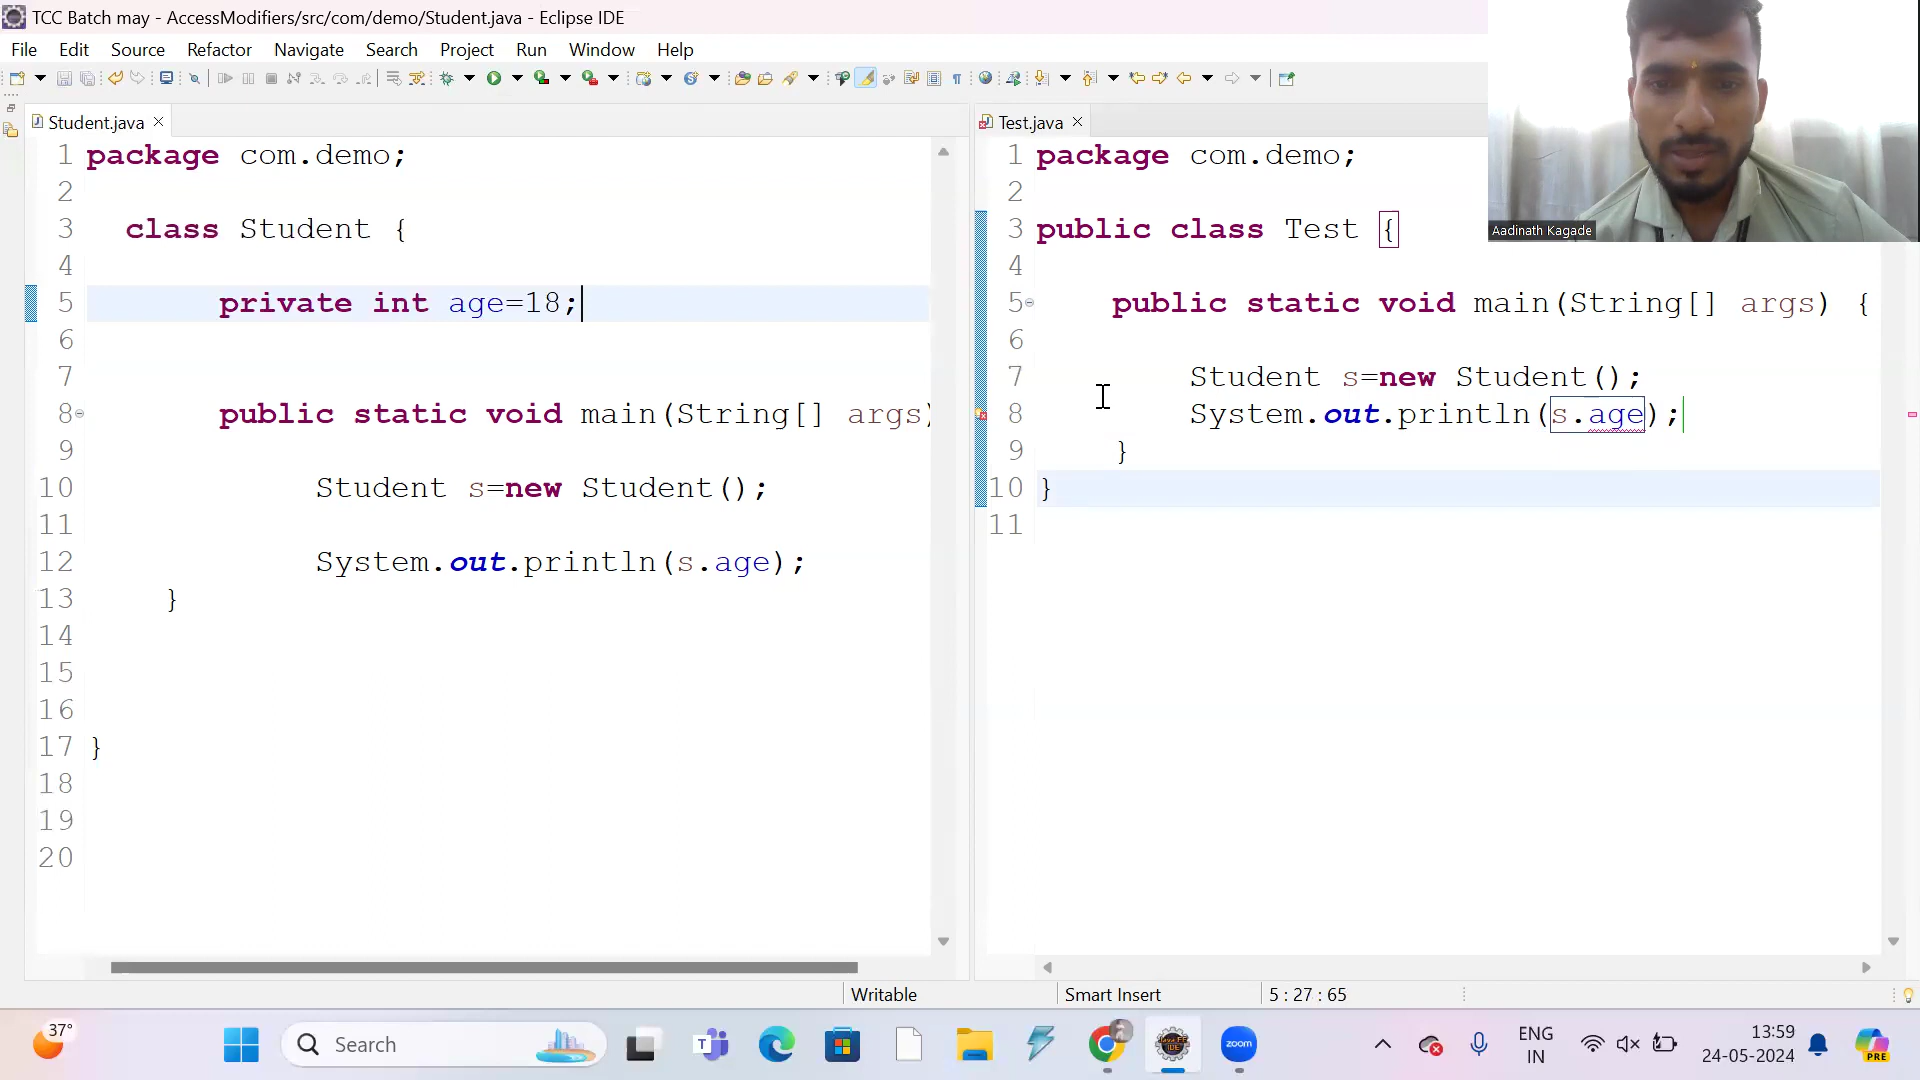 TCC Batch may - AccessModifiers/src/com/demo/Student.java - Eclipse IDE
File Edit Source Refactor Navigate Search Project Run Window Help
Student.java
1 package com.demo;
2
3 class Student {
4
5 private int age=18;
6
7
8 public static void main(String[] args)
9
10 Student s=new Student();
11
12 System.out.println(s.age);
13 }
14
15
16
17 }
18
19
20
Test.java
1 package com.demo;
2
3 public class Test {
4
5 public static void main(String[] args) {
6
7 Student s=new Student();
8 System.out.println(s.age);
9 }
10 }
11
Aadinath Kagade
Writable Smart Insert 5 : 27 : 65
37°
Search
zoom
ENG
IN
13:59
24-05-2024
PRE